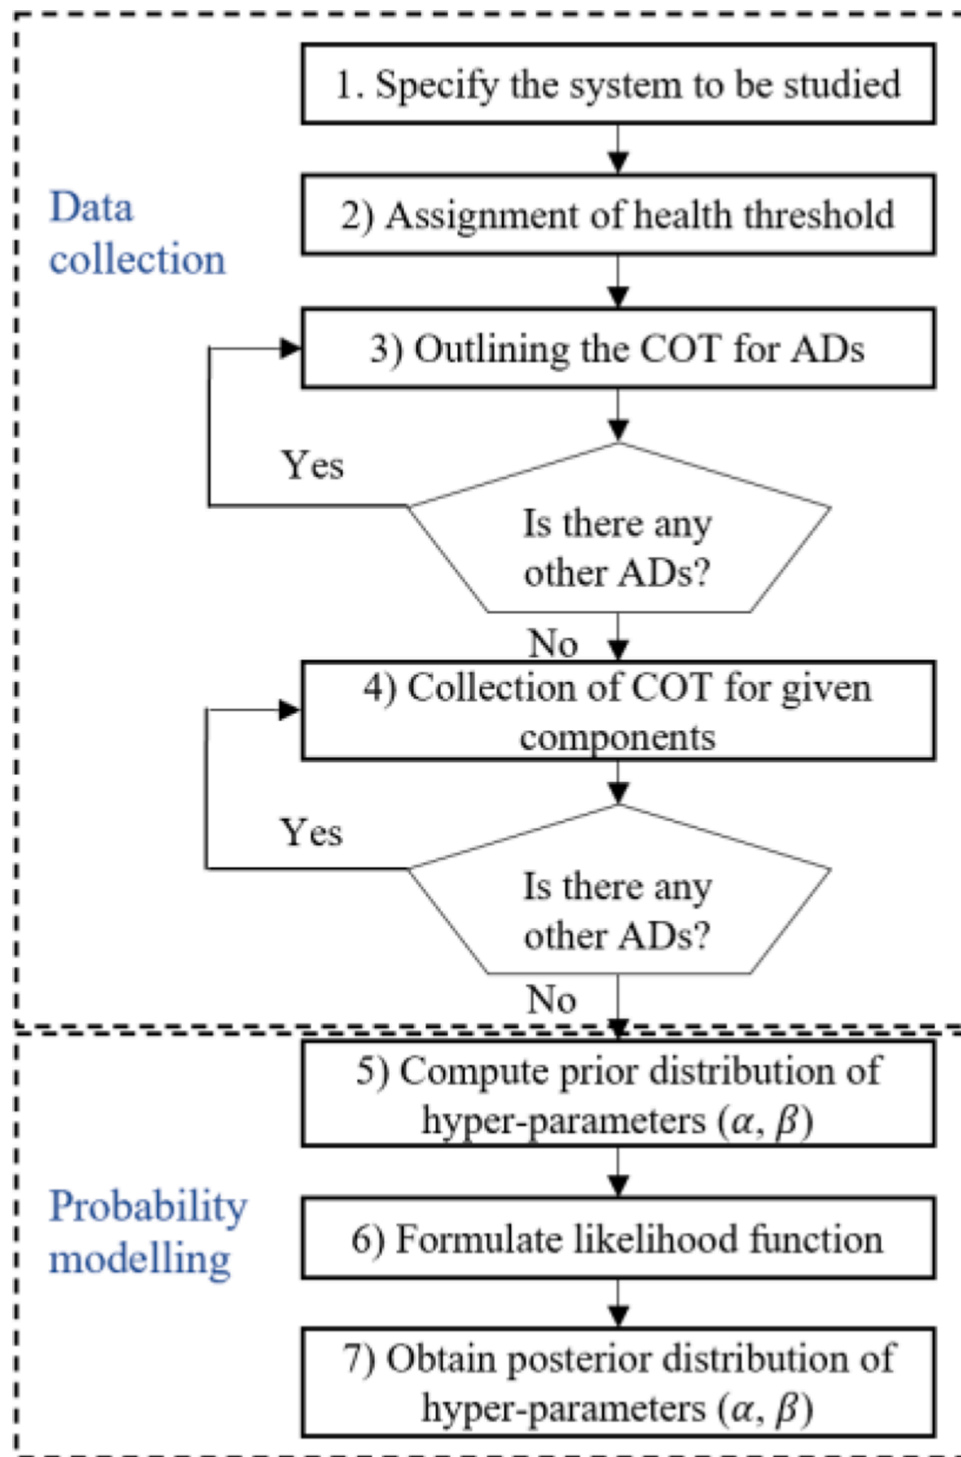 1. Specify the system to be studied
2) Assignment of health threshold
Data
collection
3) Outlining the COT for ADs
Yes
Is there any
other ADs?
No
4) Collection of COT for given
components
Yes
Is there any
other ADs?
No
5) Compute prior distribution of
hyper-parameters (α, β)
Probability
modelling
6) Formulate likelihood function
7) Obtain posterior distribution of
hyper-parameters (α, β)